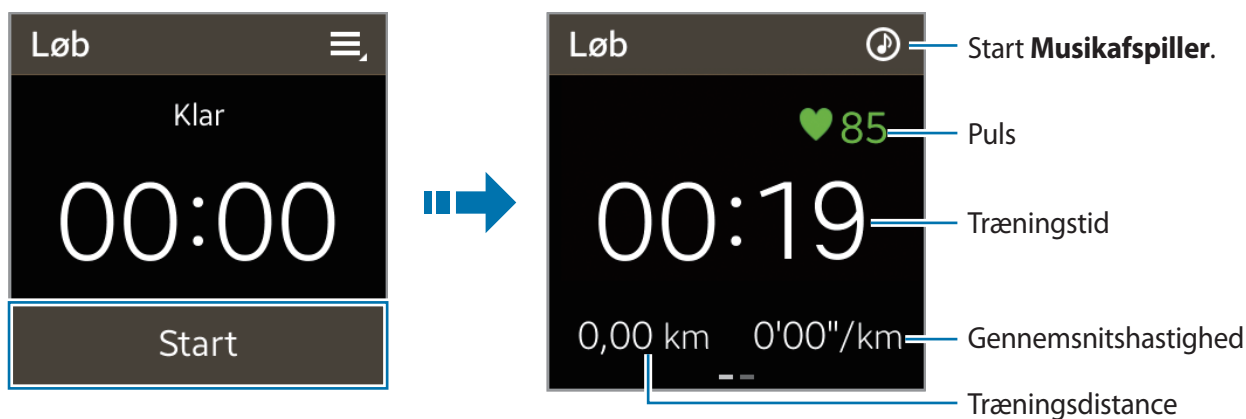 Løb
Klar
00:00
Start
Løb
85
00:19
0,00 km 0'00"/km
Start Musikafspiller.
Puls
Træningstid
Gennemsnitshastighed
Træningsdistance